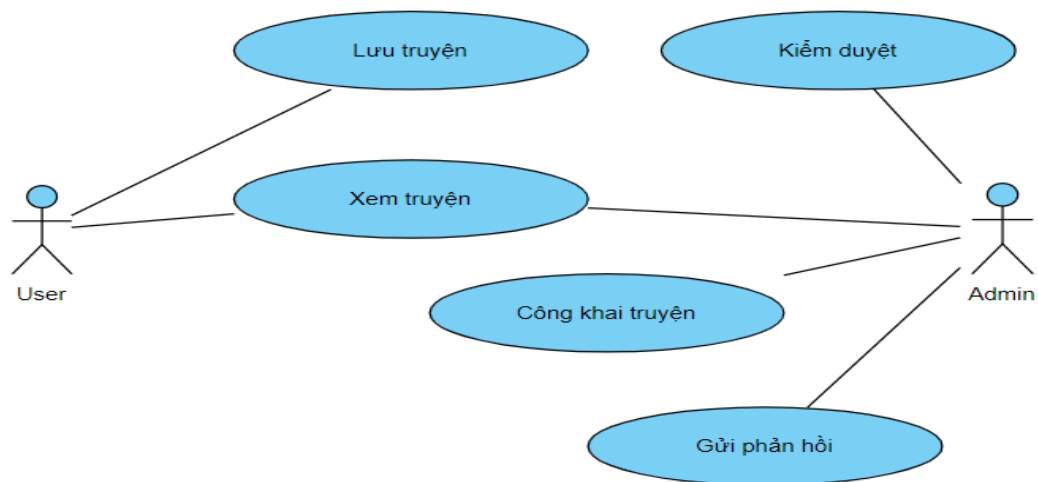 Lưu truyện
Kiểm duyệt
Xem truyện
User
Admin
Công khai truyện
Gửi phản hồi